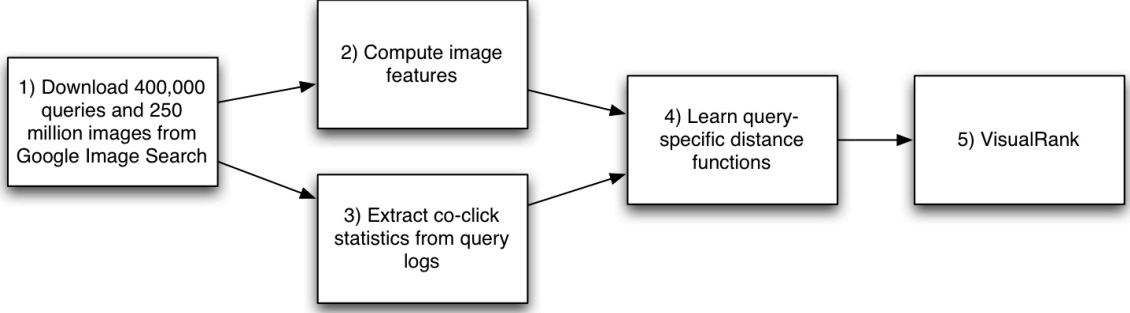 1) Download 400,000
queries and 250
million images from
Google Image Search
2) Compute image
features
3) Extract co-click
statistics from query
logs
4) Learn query-
specific distance
functions
5) VisualRank